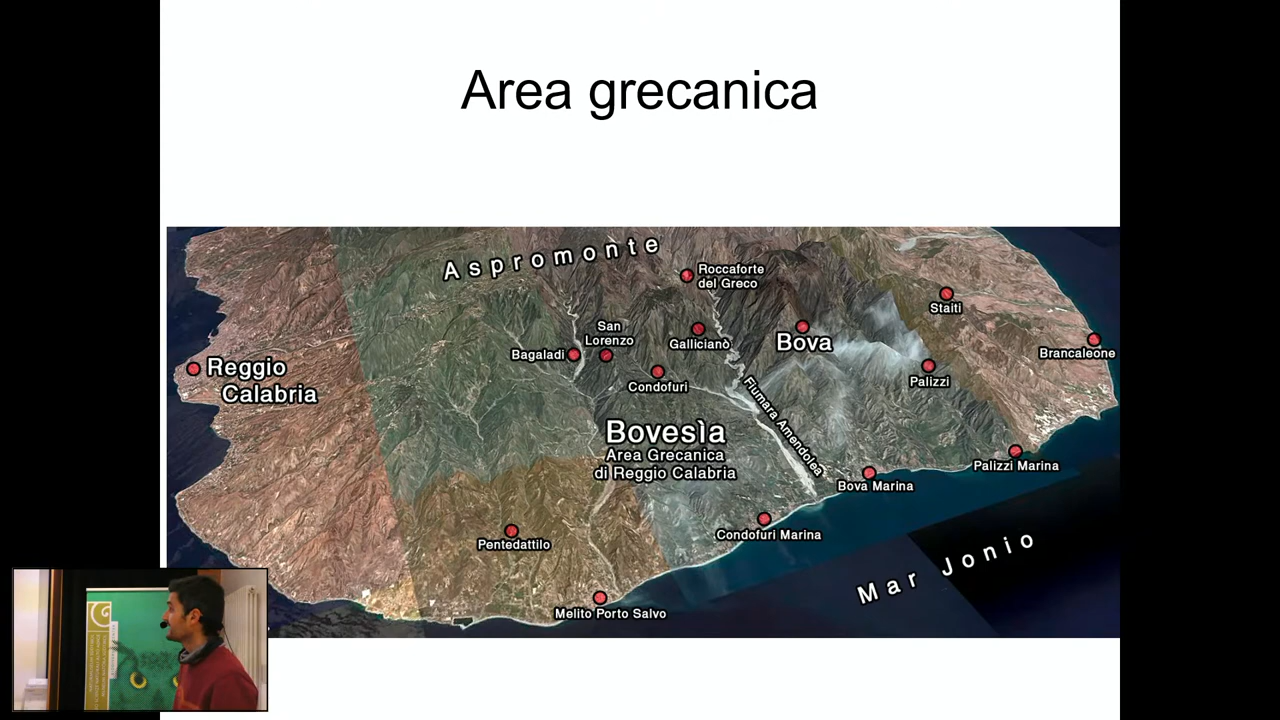 Area grecanica
Aspromonte
Roccaforte
del Greco
Staiti
San
Lorenzo
Bagaladi
Gallicianò
Bova
Brancaleone
Reggio
Calabria
Condofuri
Palizzi
Fiumara Amendolea
Bovesìa
Area Grecanica
di Reggio Calabria
Palizzi Marina
Bova Marina
Condofuri Marina
Pentedattilo
Mar Jonio
Melito Porto Salvo